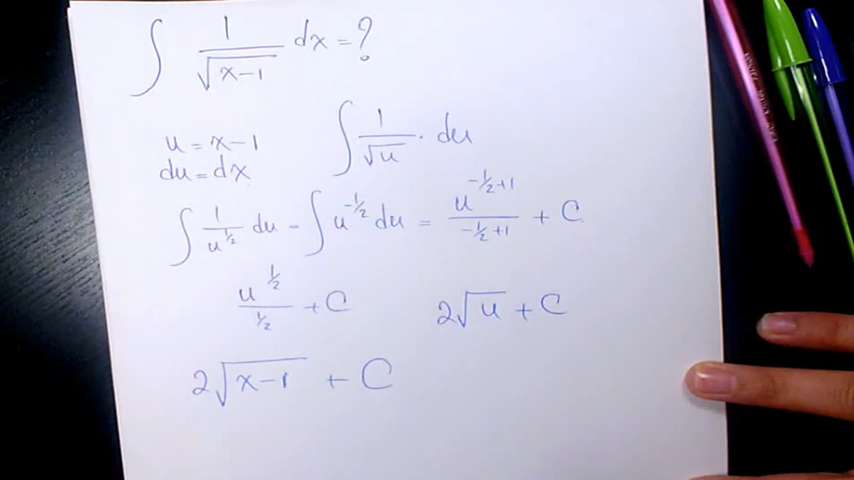 ∫ 1/√(x-1) dx = ?
u = x-1 ∫ 1/√u · du
du = dx
∫ 1/u^(1/2) du - ∫ u^(-1/2) du = u^(-1/2+1)/(-1/2+1) + C
u^(1/2)/(1/2) + C 2√u + C
2√(x-1) + C